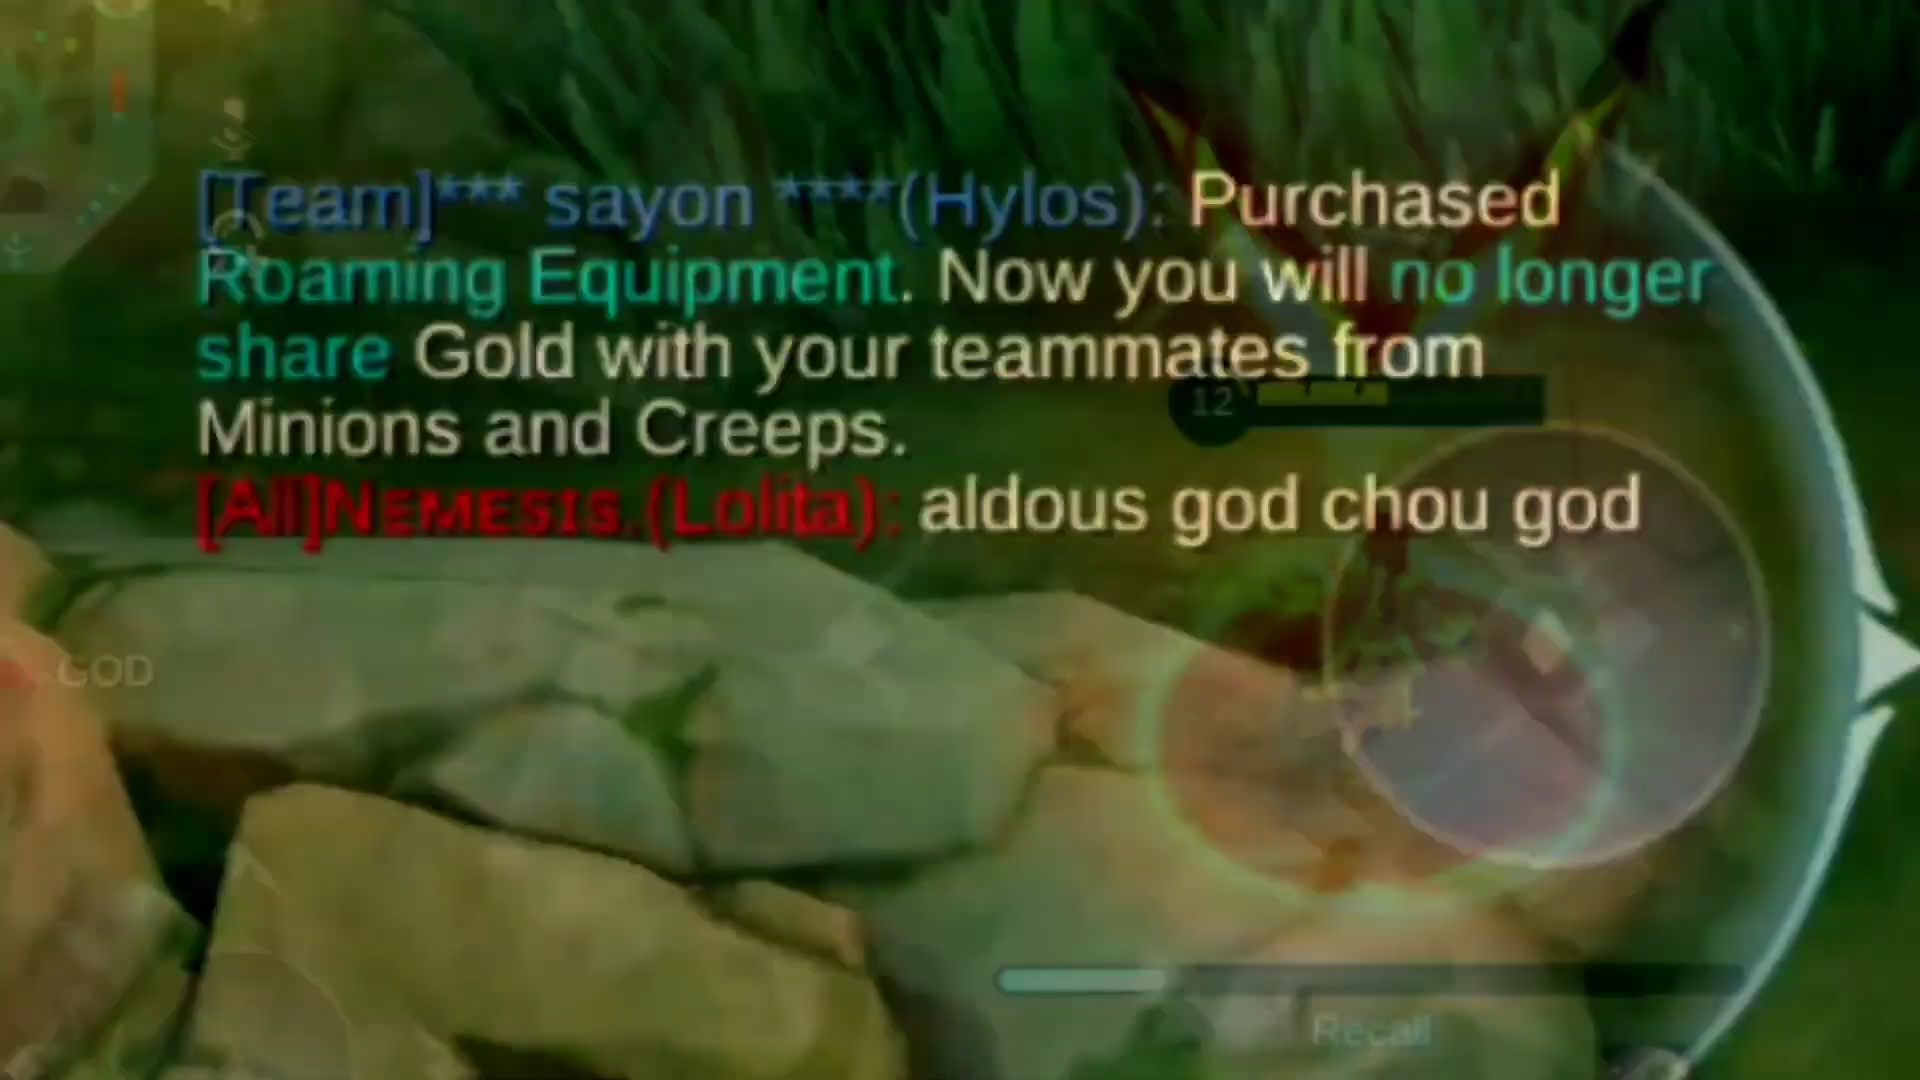 [Team]*** sayon ****(Hylos): Purchased
Roaming Equipment. Now you will no longer
share Gold with your teammates from
Minions and Creeps.
12
[All]Nᴇᴍᴇsɪs.(Lolita): aldous god chou god
GOD
Recall